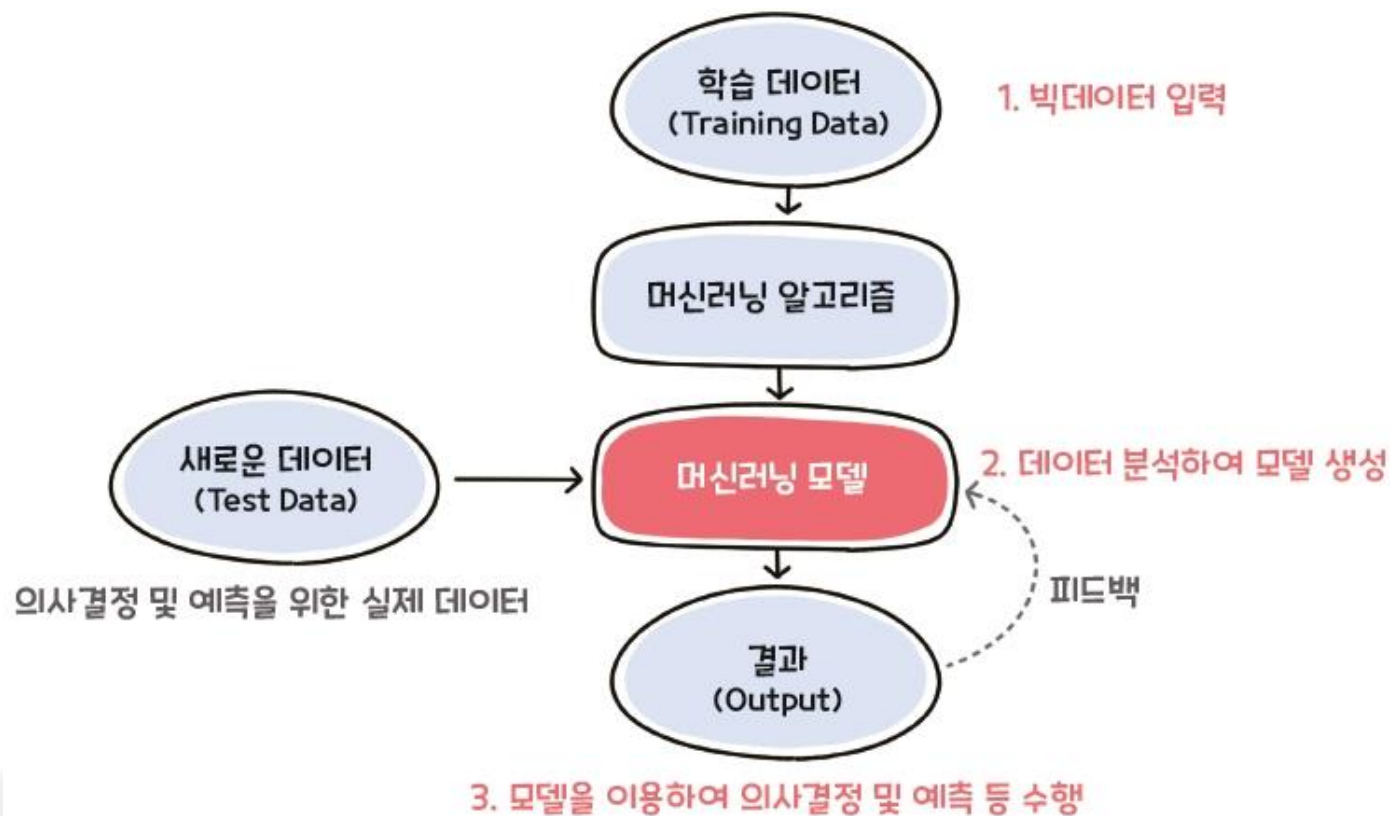 학습 데이터
(Training Data)
1. 빅데이터 입력
머신러닝 알고리즘
새로운 데이터
(Test Data)
머신러닝 모델
2. 데이터 분석하여 모델 생성
의사결정 및 예측을 위한 실제 데이터
피드백
결과
(Output)
3. 모델을 이용하여 의사결정 및 예측 등 수행